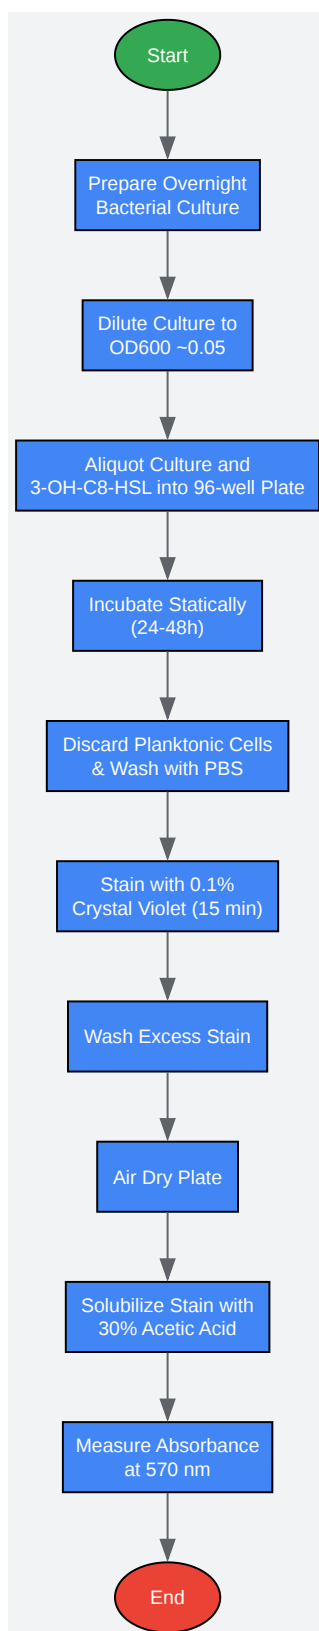 Start
Prepare Overnight
Bacterial Culture
Dilute Culture to
OD600 ~0.05
Aliquot Culture and
3-OH-C8-HSL into 96-well Plate
Incubate Statically
(24-48h)
Discard Planktonic Cells
& Wash with PBS
Stain with 0.1%
Crystal Violet (15 min)
Wash Excess Stain
Air Dry Plate
Solubilize Stain with
30% Acetic Acid
Measure Absorbance
at 570 nm
End